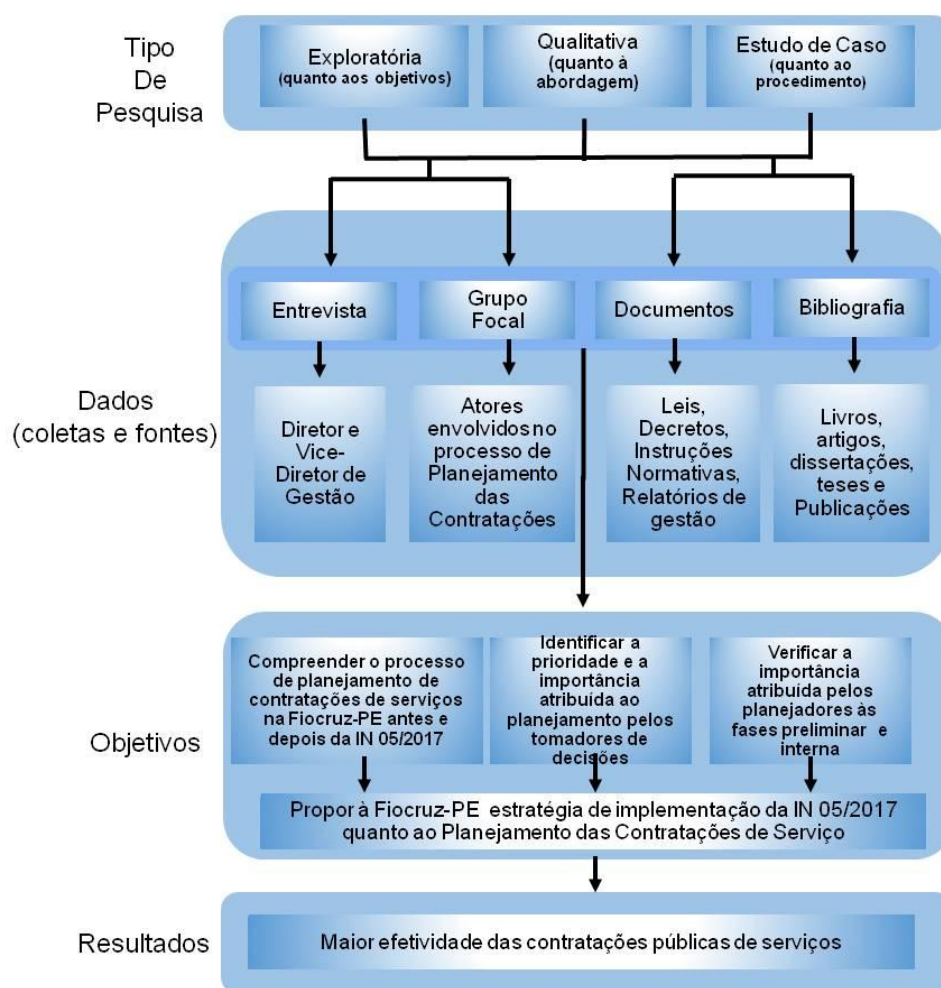 Tipo
De
Pesquisa
Exploratória
(quanto aos objetivos)
Qualitativa
(quanto à
abordagem)
Estudo de Caso
(quanto ao
procedimento)
Dados
(coletas e fontes)
Entrevista
Grupo
Focal
Documentos
Bibliografia
Diretor e
Vice-
Diretor de
Gestão
Atores
envolvidos no
processo de
Planejamento
das
Contratações
Leis,
Decretos,
Instruções
Normativas,
Relatórios de
gestão
Livros,
artigos,
dissertações,
teses e
Publicações
Objetivos
Compreender o processo
de planejamento de
contratações de serviços
na Fiocruz-PE antes e
depois da IN 05/2017
Identificar a
prioridade e a
importância
atribuída ao
planejamento pelos
tomadores de
decisões
Verificar a
importância
atribuída pelos
planejadores às
fases preliminar e
interna
Propor à Fiocruz-PE estratégia de implementação da IN 05/2017
quanto ao Planejamento das Contratações de Serviço
Resultados
Maior efetividade das contratações públicas de serviços